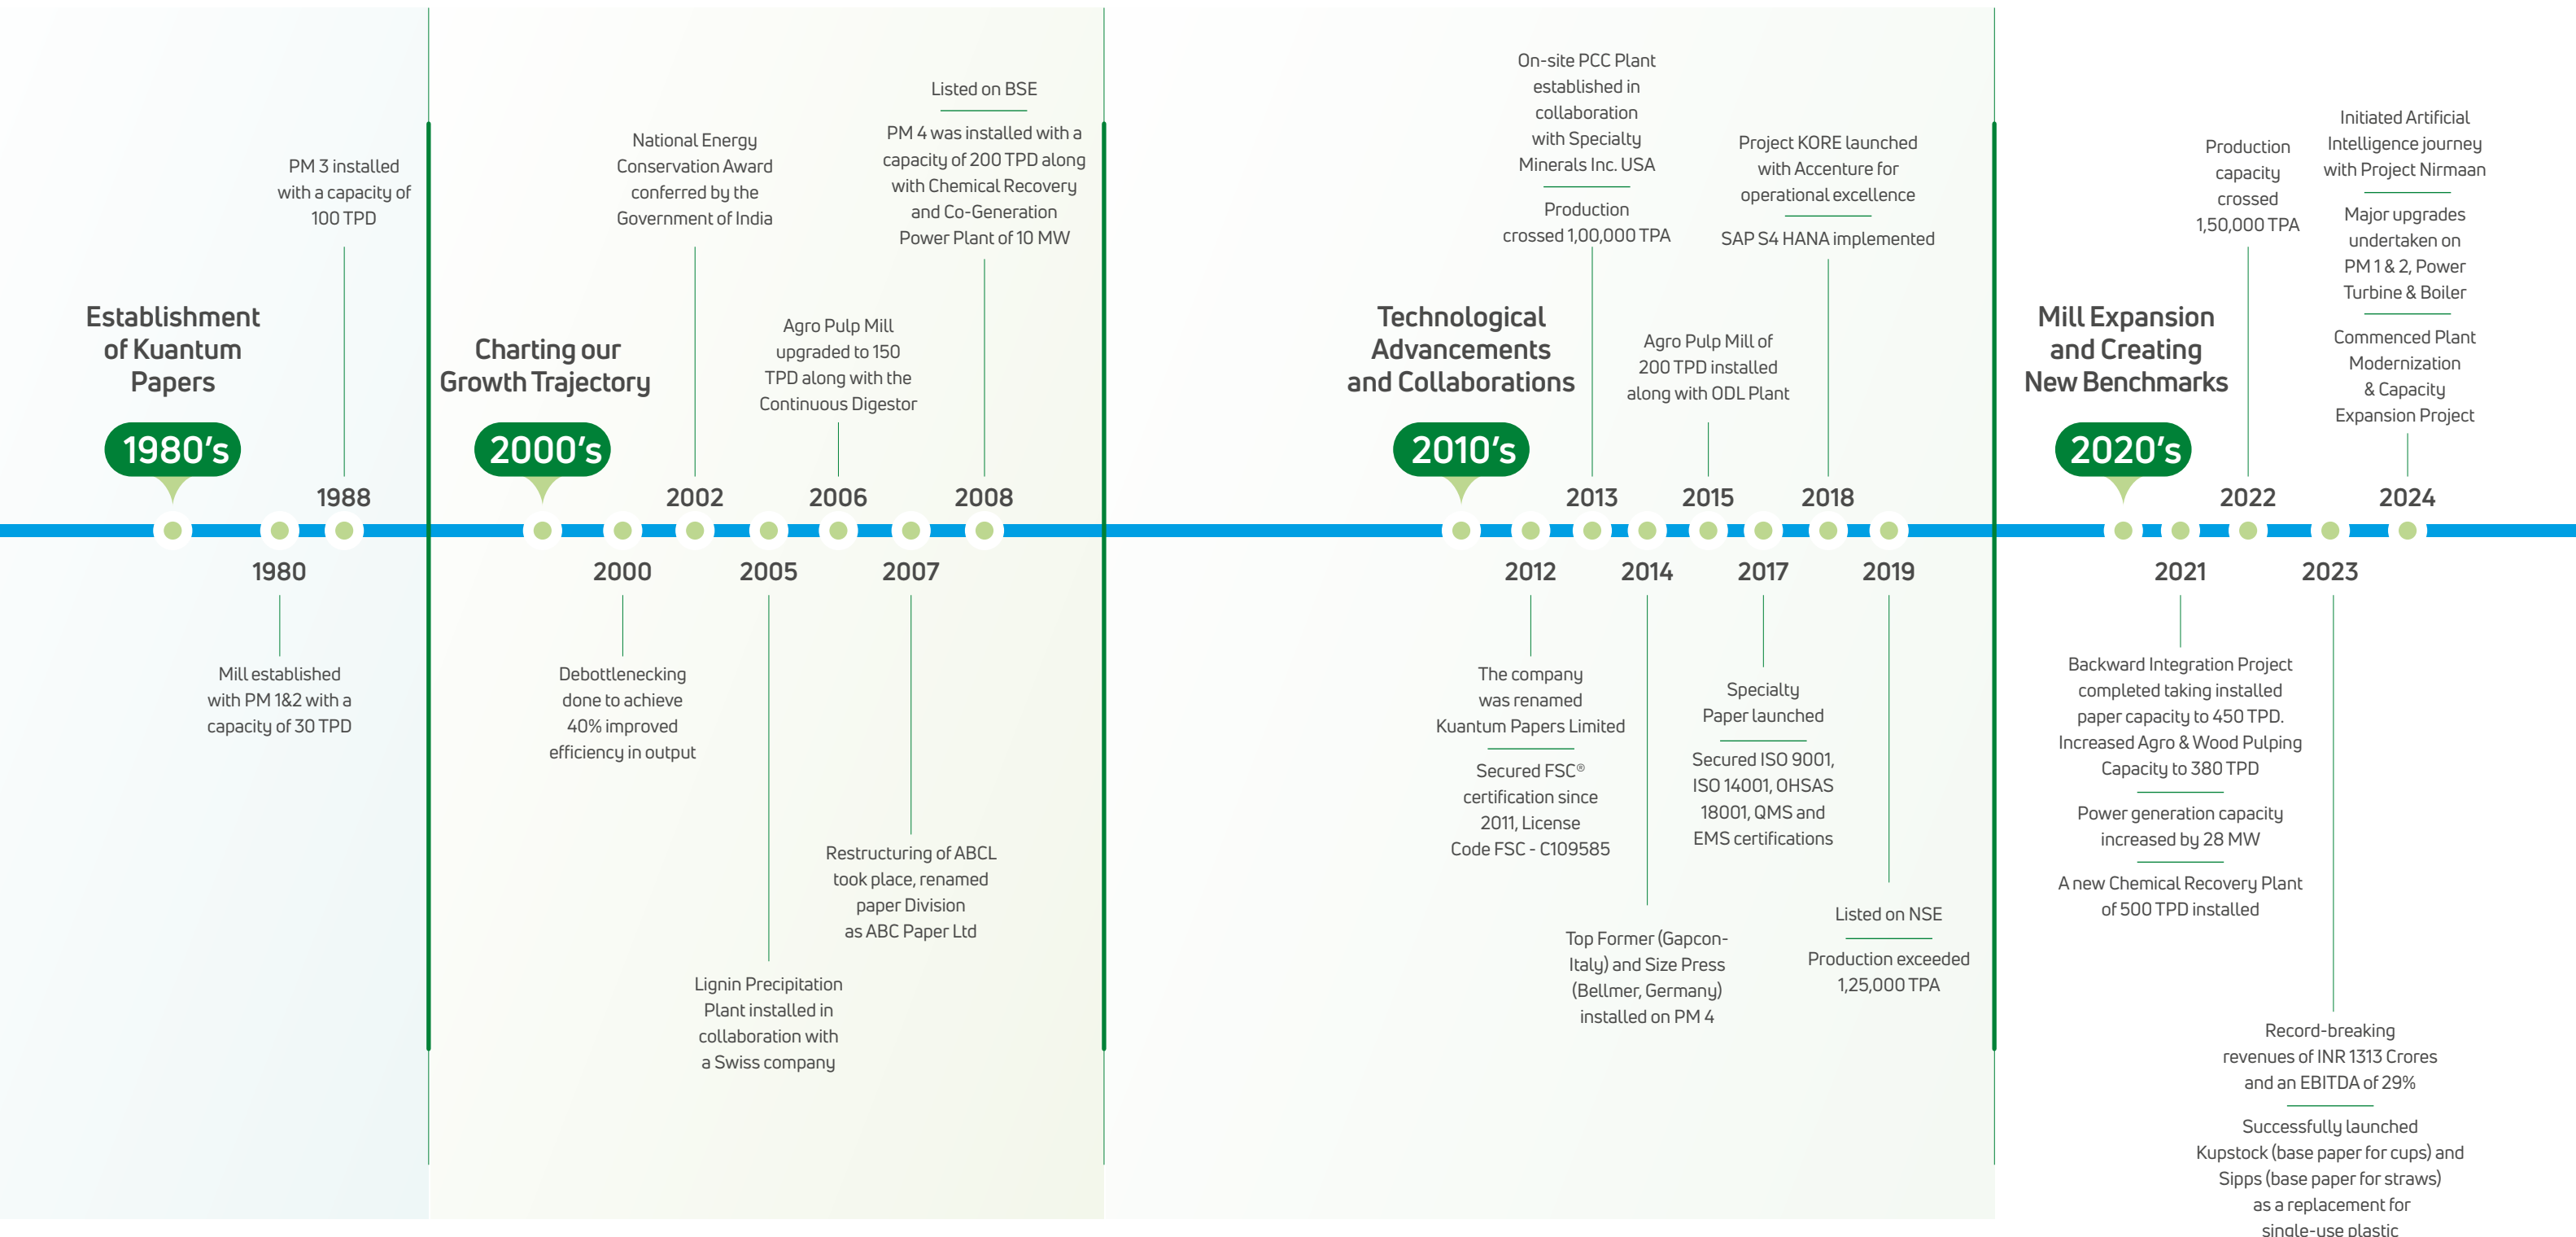 Establishment
of Kuantum
Papers
1980's
1980
Mill established
with PM 1&2 with a
capacity of 30 TPD
PM 3 installed
with a capacity of
100 TPD
1988
Charting our
Growth Trajectory
2000's
2000
Debottlenecking
done to achieve
40% improved
efficiency in output
National Energy
Conservation Award
conferred by the
Government of India
2002
2005
Lignin Precipitation
Plant installed in
collaboration with
a Swiss company
Agro Pulp Mill
upgraded to 150
TPD along with the
Continuous Digestor
2006
2007
Restructuring of ABCL
took place, renamed
paper Division
as ABC Paper Ltd
Listed on BSE
PM 4 was installed with a
capacity of 200 TPD along
with Chemical Recovery
and Co-Generation
Power Plant of 10 MW
2008
Technological
Advancements
and Collaborations
2010's
2012
The company
was renamed
Kuantum Papers Limited
Secured FSC®
certification since
2011, License
Code FSC - C109585
On-site PCC Plant
established in
collaboration
with Specialty
Minerals Inc. USA
Production
crossed 1,00,000 TPA
2013
2014
Top Former (Gapcon-
Italy) and Size Press
(Bellmer, Germany)
installed on PM 4
Agro Pulp Mill of
200 TPD installed
along with ODL Plant
2015
2017
Specialty
Paper launched
Secured ISO 9001,
ISO 14001, OHSAS
18001, QMS and
EMS certifications
Project KORE launched
with Accenture for
operational excellence
SAP S4 HANA implemented
2018
2019
Listed on NSE
Production exceeded
1,25,000 TPA
Mill Expansion
and Creating
New Benchmarks
2020's
2021
Backward Integration Project
completed taking installed
paper capacity to 450 TPD.
Increased Agro & Wood Pulping
Capacity to 380 TPD
Power generation capacity
increased by 28 MW
A new Chemical Recovery Plant
of 500 TPD installed
Production
capacity
crossed
1,50,000 TPA
2022
2023
Record-breaking
revenues of INR 1313 Crores
and an EBITDA of 29%
Successfully launched
Kupstock (base paper for cups) and
Sipps (base paper for straws)
as a replacement for
single-use plastic
Initiated Artificial
Intelligence journey
with Project Nirmaan
Major upgrades
undertaken on
PM 1 & 2, Power
Turbine & Boiler
Commenced Plant
Modernization
& Capacity
Expansion Project
2024